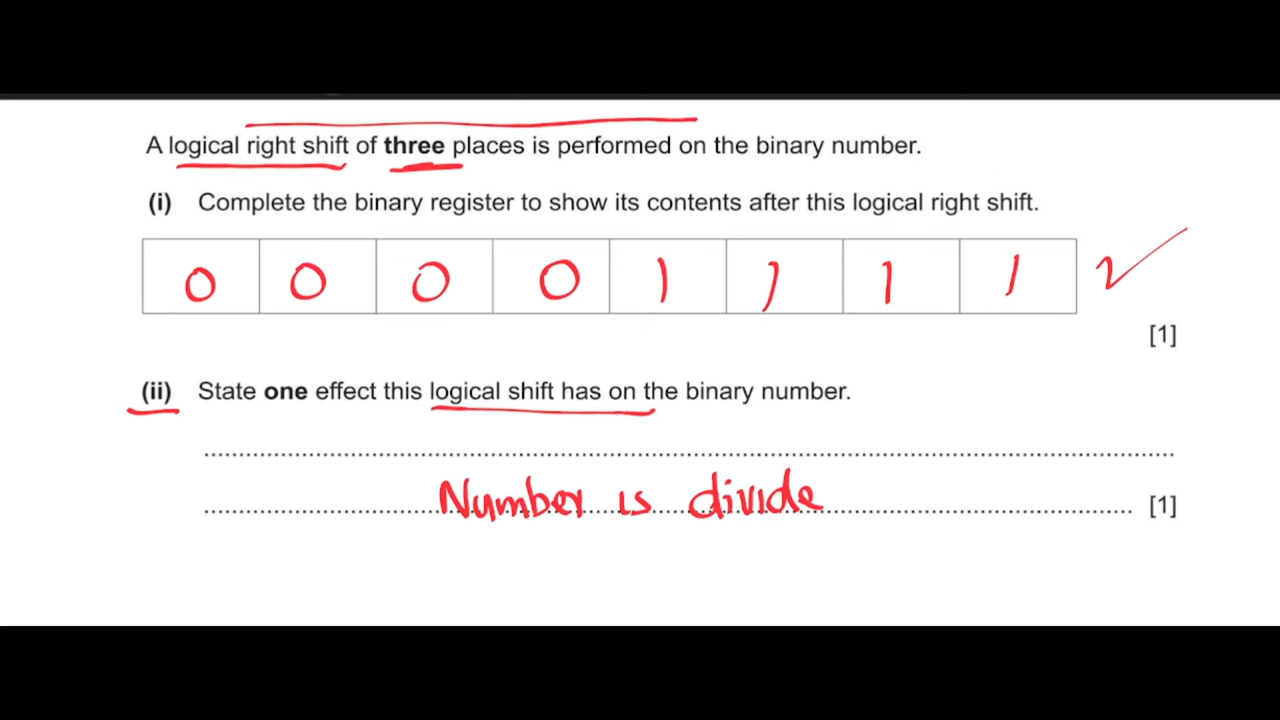 A logical right shift of three places is performed on the binary number.
(i) Complete the binary register to show its contents after this logical right shift.
0 0 0 0 1 1 1 1
[1]
(ii) State one effect this logical shift has on the binary number.
Number is divide
[1]